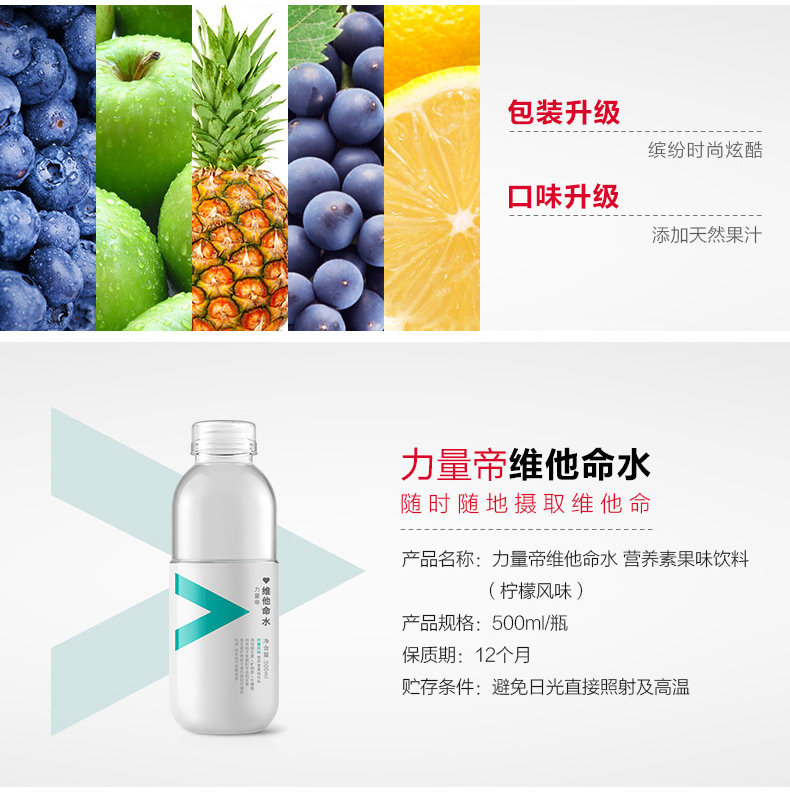 包装升级
缤纷时尚炫酷
口味升级
添加天然果汁
力量帝维他命水
随时随地摄取维他命
产品名称：力量帝维他命水 营养素果味饮料
（柠檬风味）
产品规格：500ml/瓶
保质期：12个月
贮存条件：避免日光直接照射及高温
维他命水
力量帝
净含量：500ml